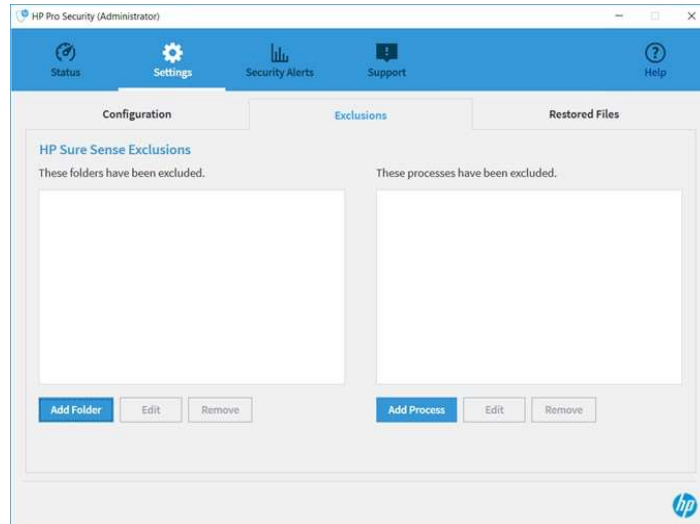 HP Pro Security (Administrator)
Status
Settings
Security Alerts
Support
Help
Configuration
Exclusions
Restored Files
HP Sure Sense Exclusions
These folders have been excluded.
These processes have been excluded.
Add Folder
Edit
Remove
Add Process
Edit
Remove
hp